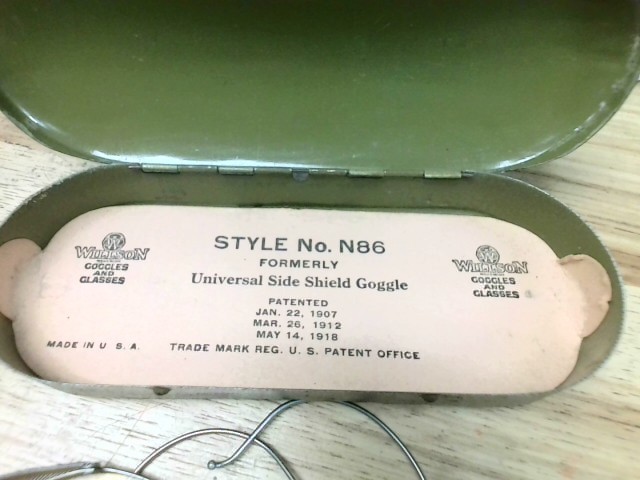 WILLSON
GOGGLES
AND
GLASSES
STYLE No. N86
FORMERLY
Universal Side Shield Goggle
PATENTED
JAN. 22, 1907
MAR. 26, 1912
MAY 14, 1918
MADE IN U S. A.
TRADE MARK REG. U. S. PATENT OFFICE
WILLSON
GOGGLES
AND
GLASSES